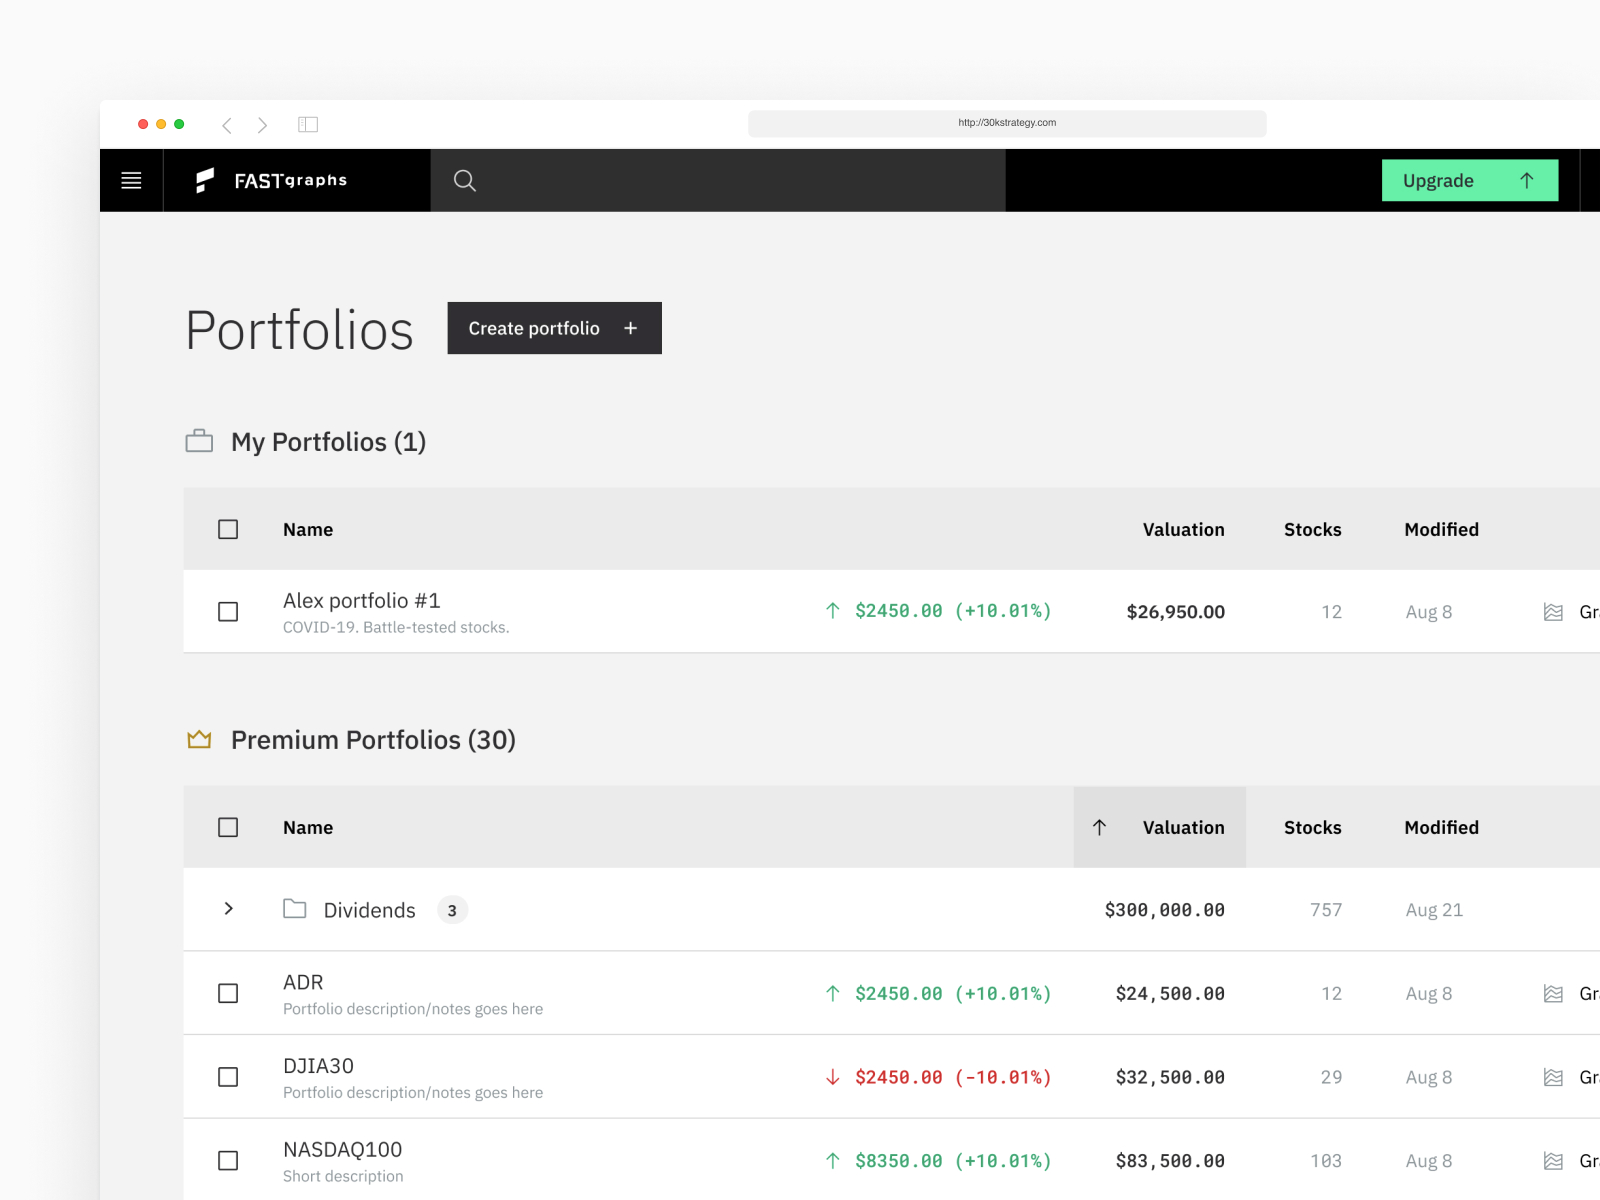 http://30kstrategy.com
FASTgraphs
Upgrade
Portfolios
Create portfolio +
My Portfolios (1)
Name Valuation Stocks Modified
Alex portfolio #1
COVID-19. Battle-tested stocks.
↑ $2450.00 (+10.01%) $26,950.00 12 Aug 8 Gr
Premium Portfolios (30)
Name ↑ Valuation Stocks Modified
Dividends 3 $300,000.00 757 Aug 21
ADR
Portfolio description/notes goes here
↑ $2450.00 (+10.01%) $24,500.00 12 Aug 8 Gr
DJIA30
Portfolio description/notes goes here
↓ $2450.00 (-10.01%) $32,500.00 29 Aug 8 Gr
NASDAQ100
Short description
↑ $8350.00 (+10.01%) $83,500.00 103 Aug 8 Gr